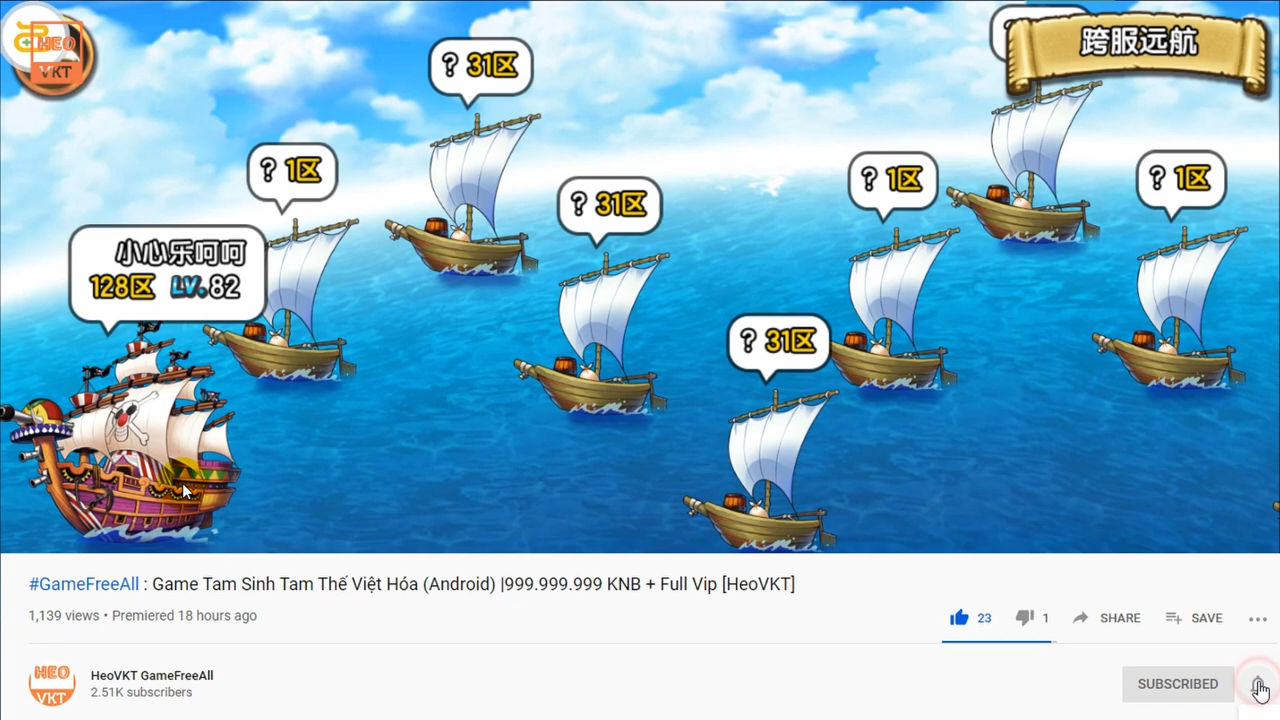 HEO
VKT
跨服远航
? 31区
? 1区
? 31区
? 1区
? 1区
小心乐呵呵
128区 LV.82
? 31区
#GameFreeAll : Game Tam Sinh Tam Thế Việt Hóa (Android) |999.999.999 KNB + Full Vip [HeoVKT]
1,139 views • Premiered 18 hours ago
23
1
SHARE
SAVE
HEO
VKT
HeoVKT GameFreeAll
2.51K subscribers
SUBSCRIBED